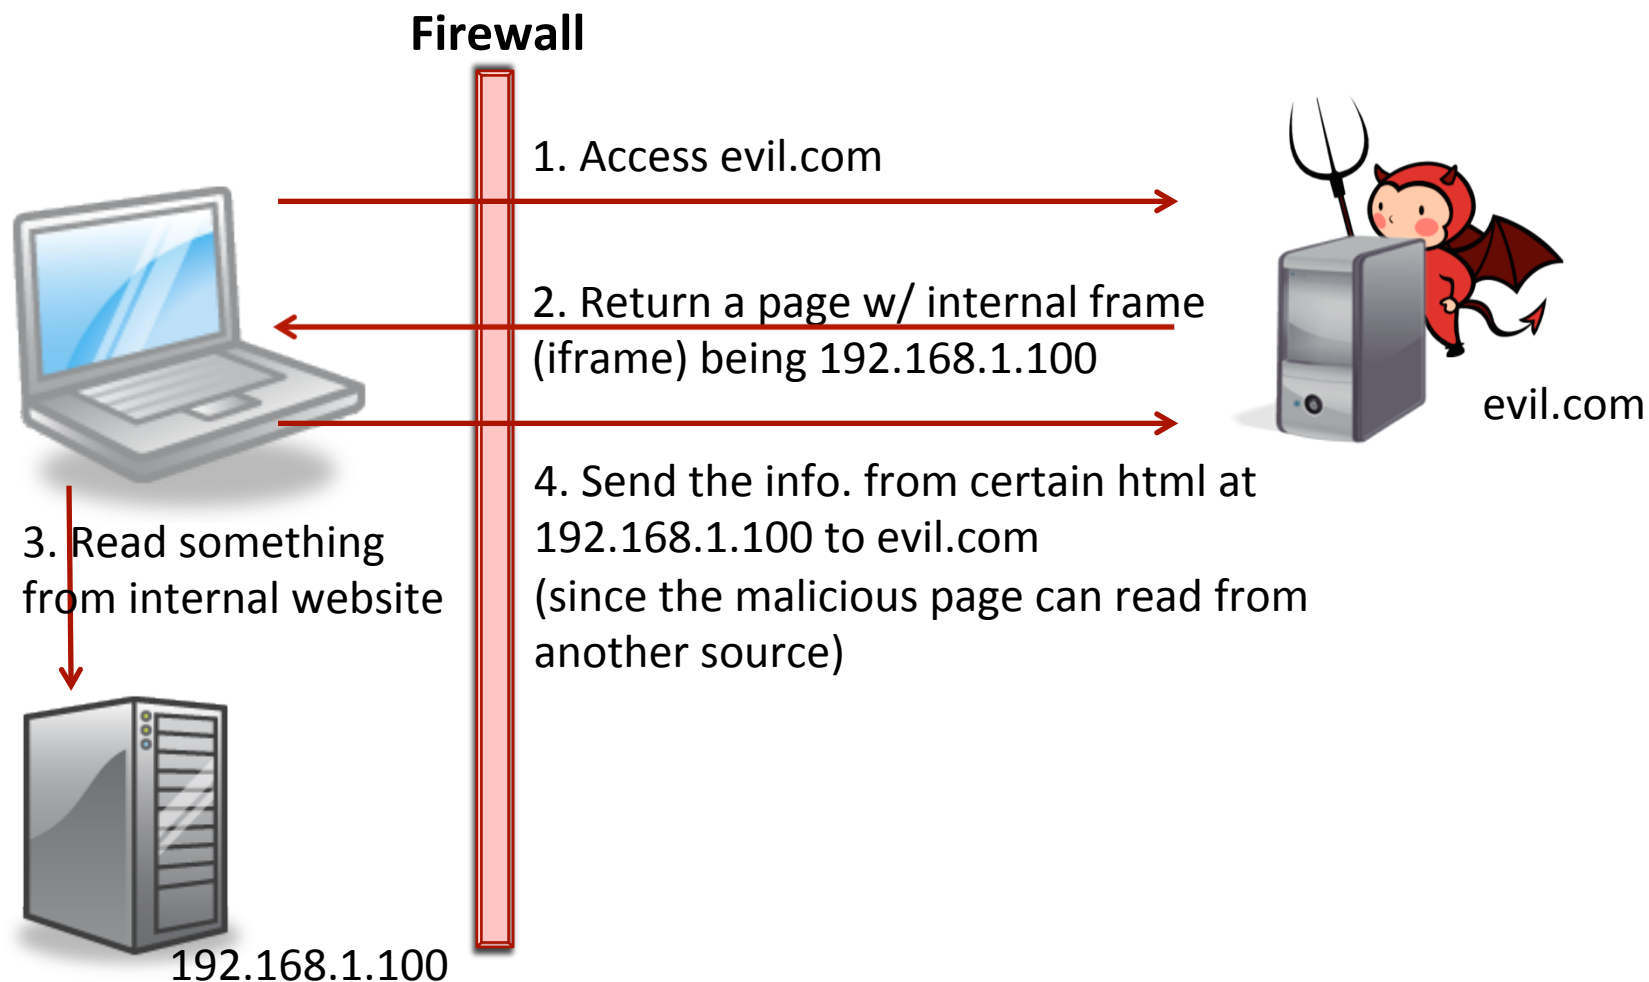 Firewall
1. Access evil.com
2. Return a page w/ internal frame
(iframe) being 192.168.1.100
evil.com
4. Send the info. from certain html at
192.168.1.100 to evil.com
(since the malicious page can read from
another source)
3. Read something
from internal website
192.168.1.100